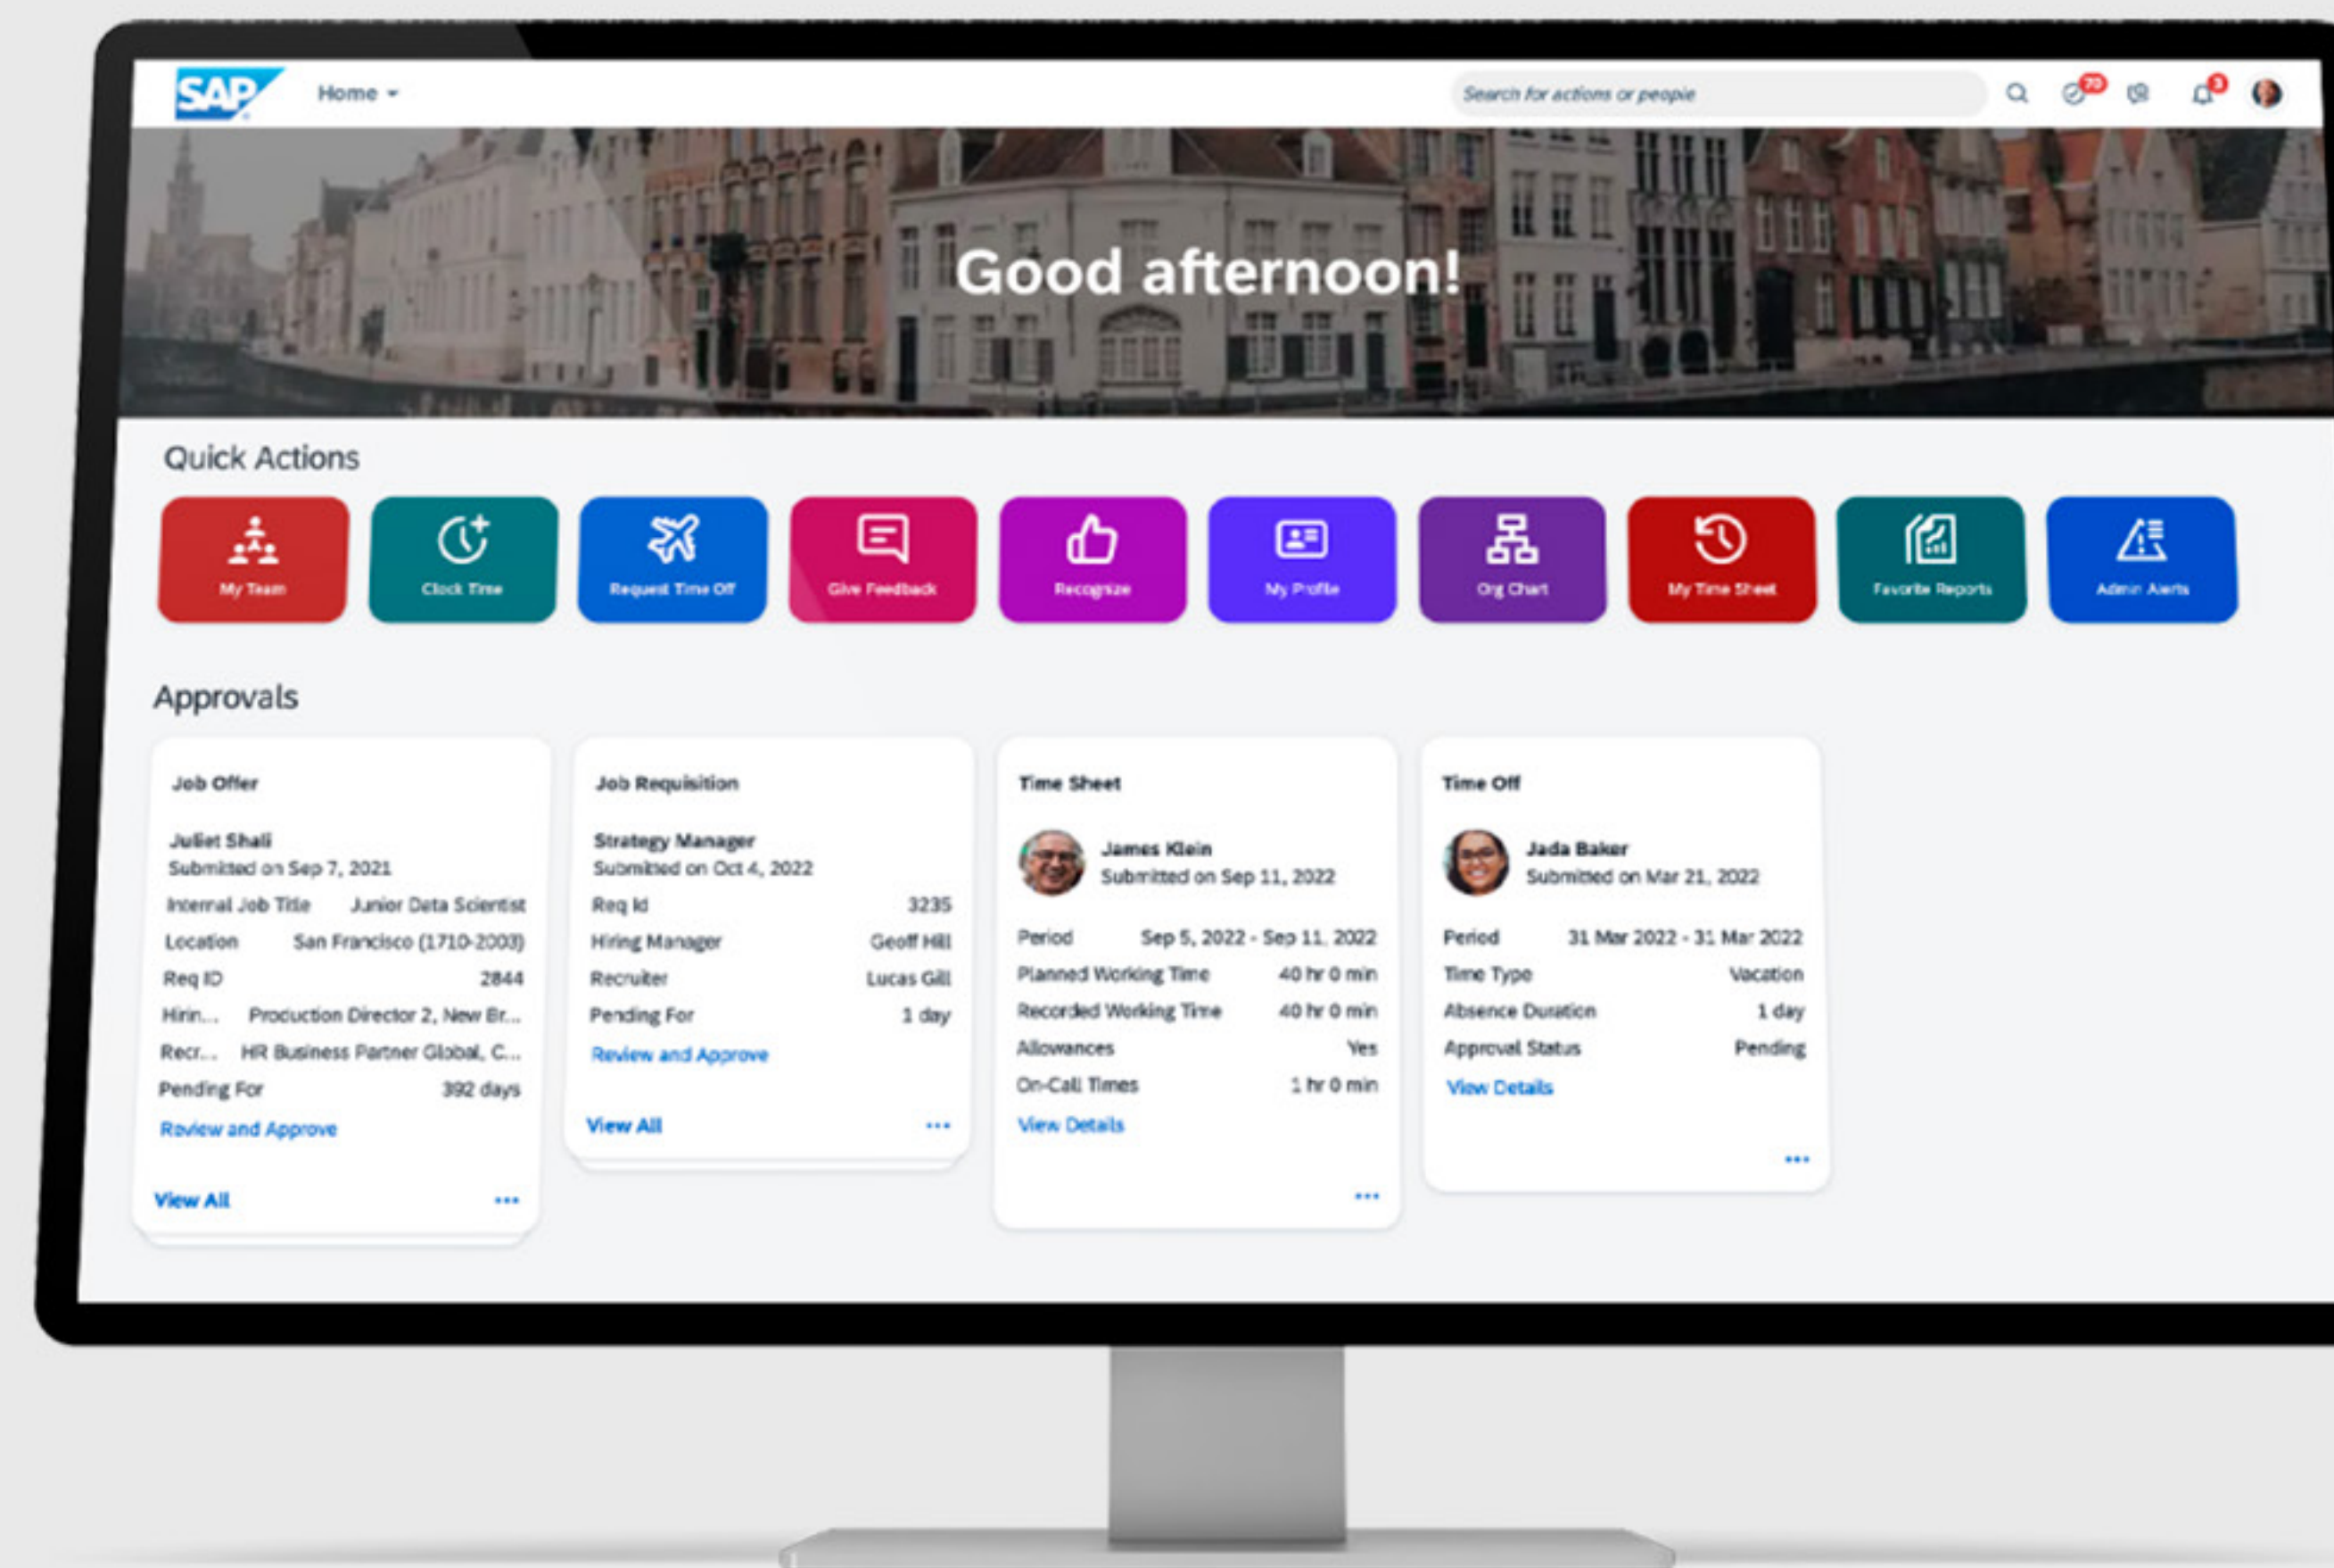 SAP
Home
Search for actions or people
70
3
Good afternoon!
Quick Actions
My Team
Clock Time
Request Time Off
Give Feedback
Recognize
My Profile
Org Chart
My Time Sheet
Favorite Reports
Admin Alerts
Approvals
Job Offer
Juliet Shali
Submitted on Sep 7, 2021
Internal Job Title Junior Data Scientist
Location San Francisco (1710-2003)
Req ID 2844
Hirin... Production Director 2, New Br...
Recr... HR Business Partner Global, C...
Pending For 392 days
Review and Approve
View All
Job Requisition
Strategy Manager
Submitted on Oct 4, 2022
Req Id 3235
Hiring Manager Geoff Hill
Recruiter Lucas Gill
Pending For 1 day
Review and Approve
View All
Time Sheet
James Klein
Submitted on Sep 11, 2022
Period Sep 5, 2022 - Sep 11, 2022
Planned Working Time 40 hr 0 min
Recorded Working Time 40 hr 0 min
Allowances Yes
On-Call Times 1 hr 0 min
View Details
Time Off
Jada Baker
Submitted on Mar 21, 2022
Period 31 Mar 2022 - 31 Mar 2022
Time Type Vacation
Absence Duration 1 day
Approval Status Pending
View Details